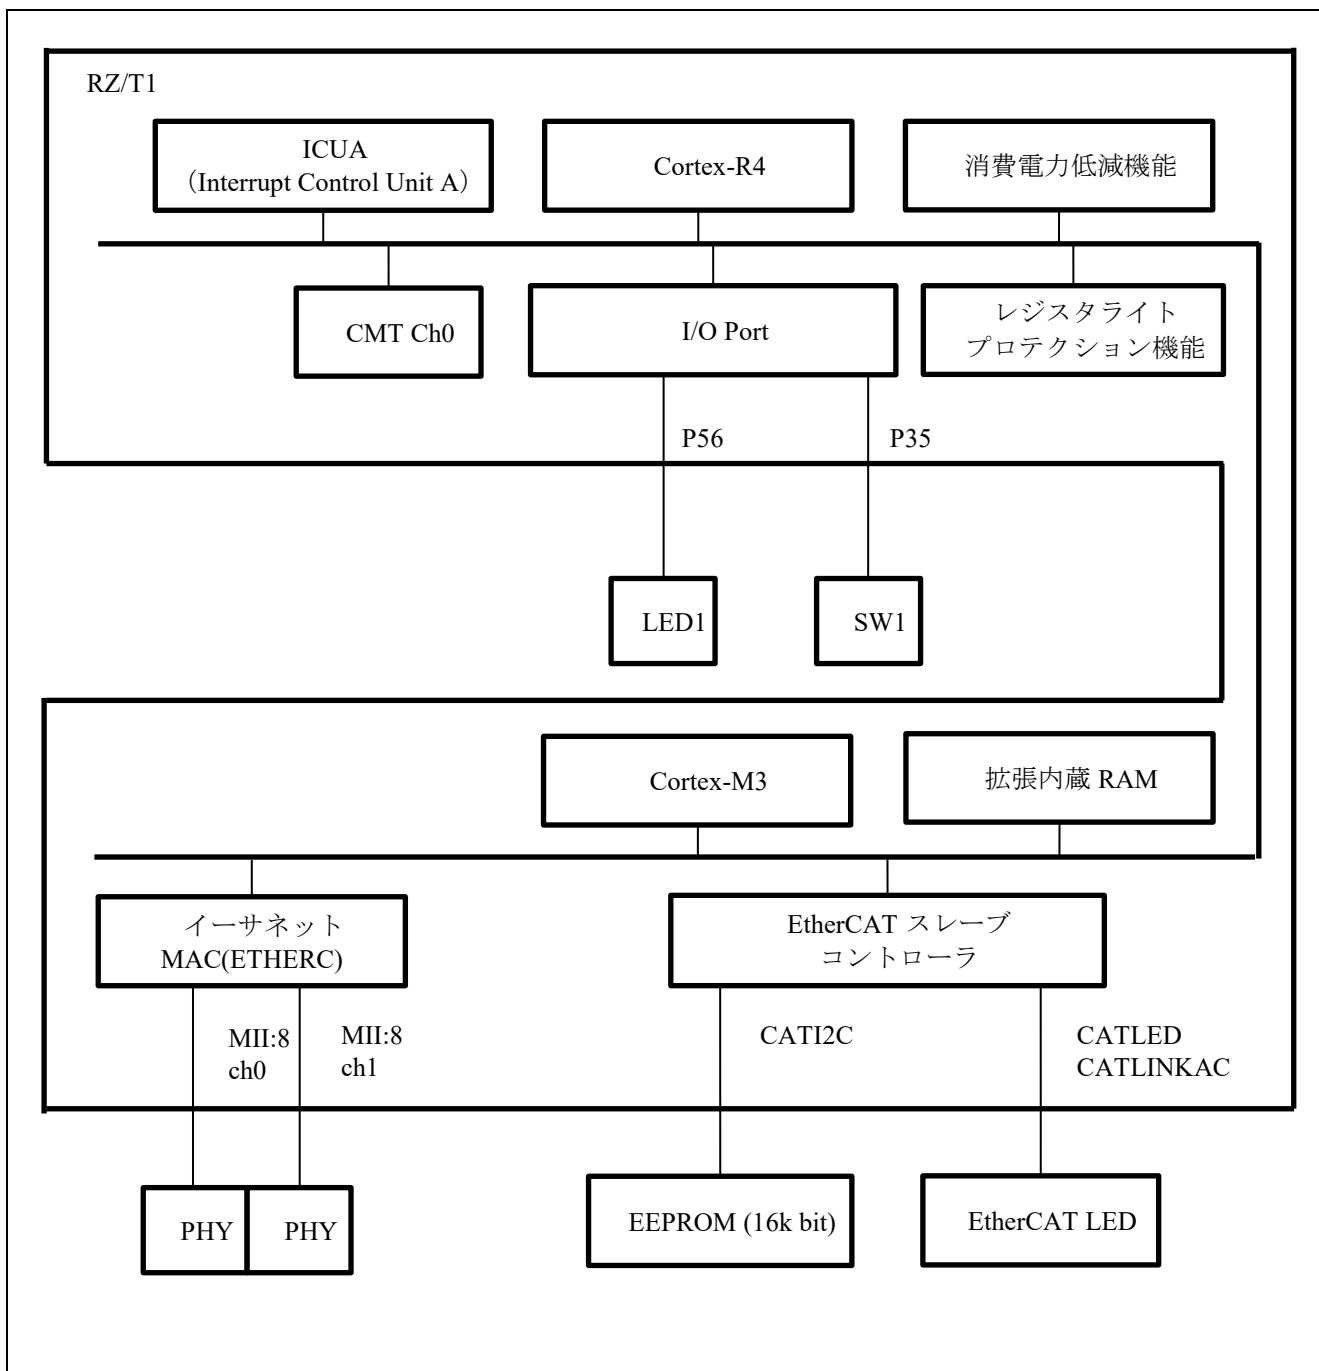 RZ/T1
ICUA
(Interrupt Control Unit A)
Cortex-R4
消費電力低減機能
CMT Ch0
I/O Port
レジスタライト
プロテクション機能
P56
P35
LED1
SW1
Cortex-M3
拡張内蔵 RAM
イーサネット
MAC(ETHERC)
EtherCAT スレーブ
コントローラ
MII:8
ch0
MII:8
ch1
CATI2C
CATLED
CATLINKAC
PHY
PHY
EEPROM (16k bit)
EtherCAT LED